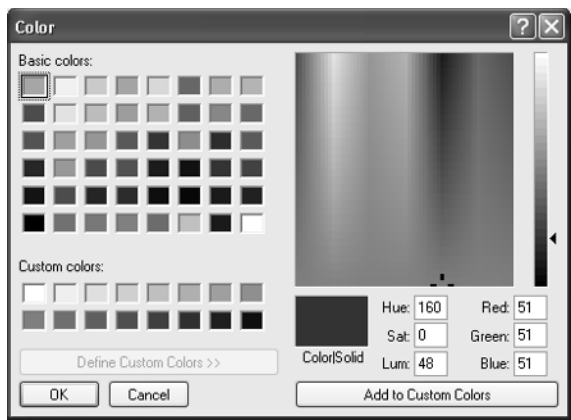 Color
Basic colors:
Custom colors:
Define Custom Colors >>
OK Cancel
Color|Solid
Hue: 160 Red: 51
Sat: 0 Green: 51
Lum: 48 Blue: 51
Add to Custom Colors